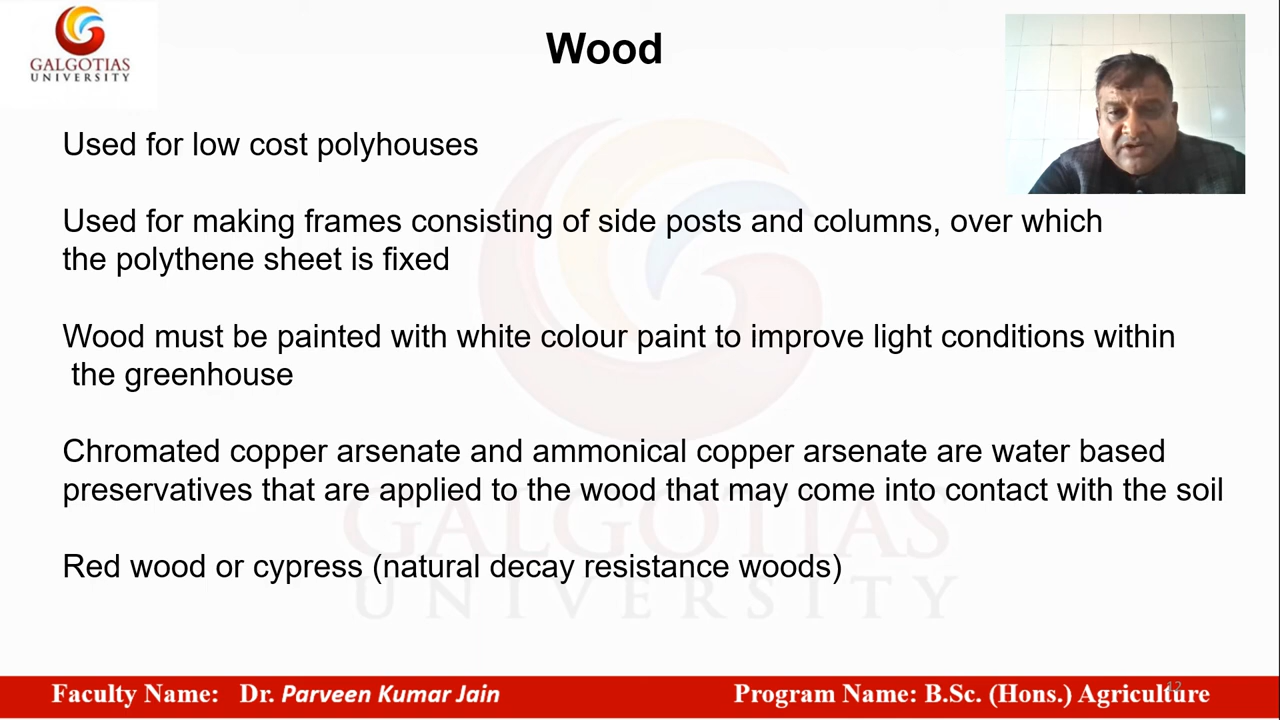 GALGOTIAS
UNIVERSITY
Wood
Used for low cost polyhouses
Used for making frames consisting of side posts and columns, over which
the polythene sheet is fixed
Wood must be painted with white colour paint to improve light conditions within
the greenhouse
Chromated copper arsenate and ammonical copper arsenate are water based
preservatives that are applied to the wood that may come into contact with the soil
GALGOTIAS
Red wood or cypress (natural decay resistance woods)
UNIVERSITY
Faculty Name: Dr. Parveen Kumar Jain
Program Name: B.Sc. (Hons.) Agriculture
12